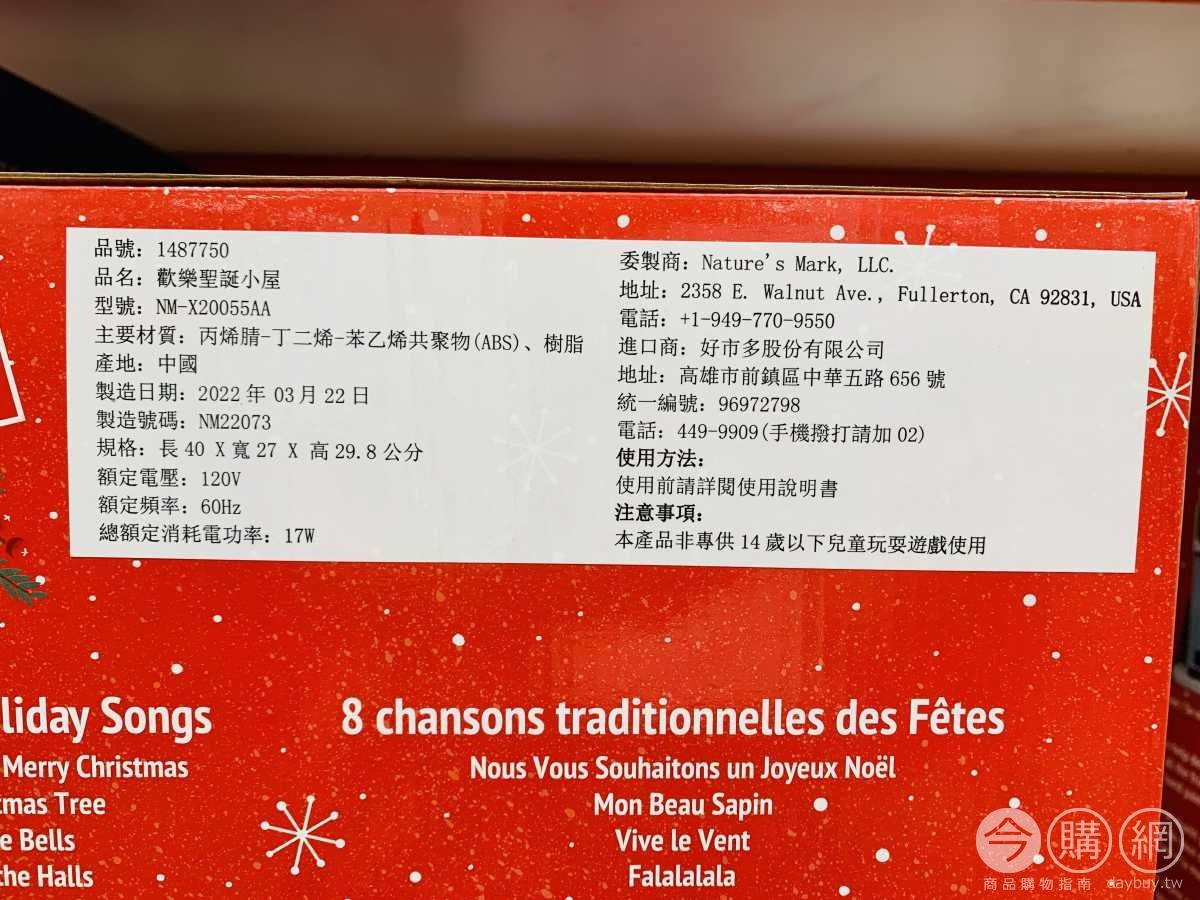 品號：1487750
品名：歡樂聖誕小屋
型號：NM-X20055AA
主要材質：丙烯腈-丁二烯-苯乙烯共聚物(ABS)、樹脂
產地：中國
製造日期：2022 年 03 月 22 日
製造號碼：NM22073
規格：長 40 X 寬 27 X 高 29.8 公分
額定電壓：120V
額定頻率：60Hz
總額定消耗電功率：17W
委製商：Nature's Mark, LLC.
地址：2358 E. Walnut Ave., Fullerton, CA 92831, USA
電話：+1-949-770-9550
進口商：好市多股份有限公司
地址：高雄市前鎮區中華五路 656 號
統一編號：96972798
電話：449-9909(手機撥打請加 02)
使用方法：
使用前請詳閱使用說明書
注意事項：
本產品非專供 14 歲以下兒童玩耍遊戲使用
liday Songs
Merry Christmas
mas Tree
e Bells
the Halls
8 chansons traditionnelles des Fêtes
Nous Vous Souhaitons un Joyeux Noël
Mon Beau Sapin
Vive le Vent
Falalalala
今購網
商品購物指南 daybuy.tw